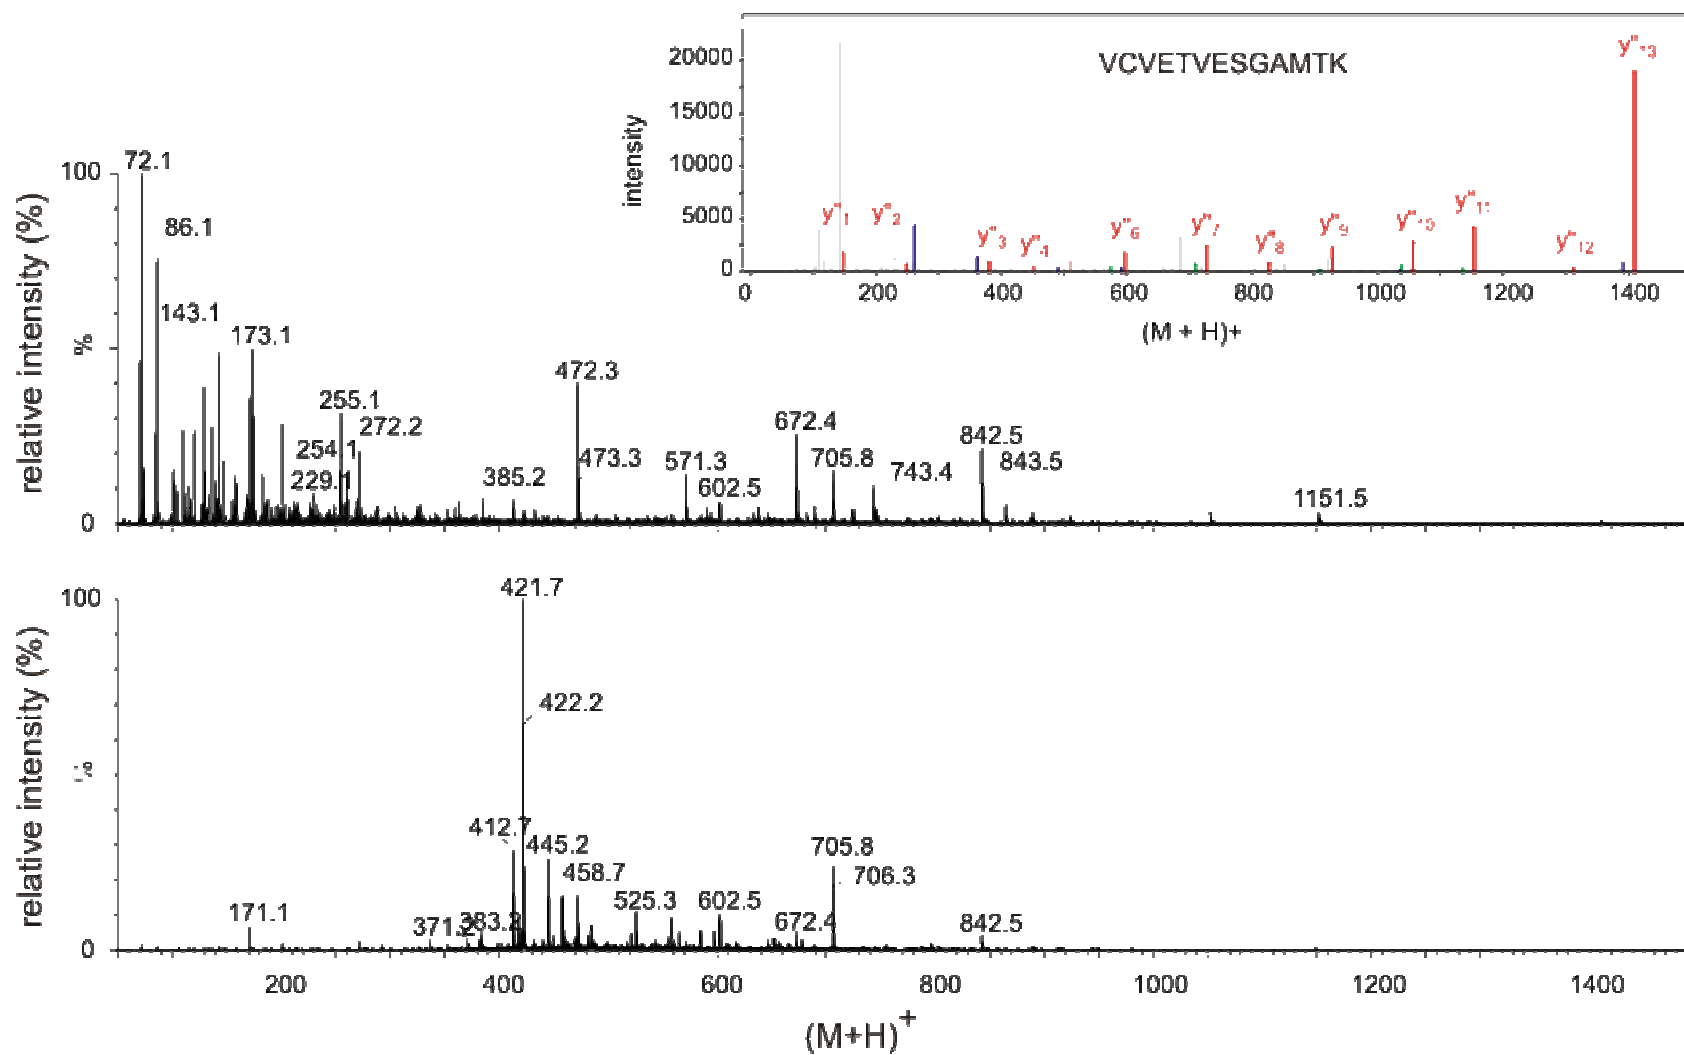 20000
15000
10000
5000
0
intensity
VCVETVESGAMTK
y"1
y"2
y"3
y"6
y"7
y"8
y"9
y"12
y"13
0 200 400 600 800 1000 1200 1400
(M + H)+
relative intensity (%)
100
%
0
72.1
86.1
143.1
173.1
255.1
272.2
254.1
229.1
385.2
472.3
473.3
571.3
602.5
672.4
705.8
743.4
842.5
843.5
1151.5
relative intensity (%)
100
0
421.7
422.2
412.7
445.2
458.7
171.1
383.2
525.3
602.5
672.4
705.8
706.3
842.5
200 400 600 800 1000 1200 1400
(M+H)+